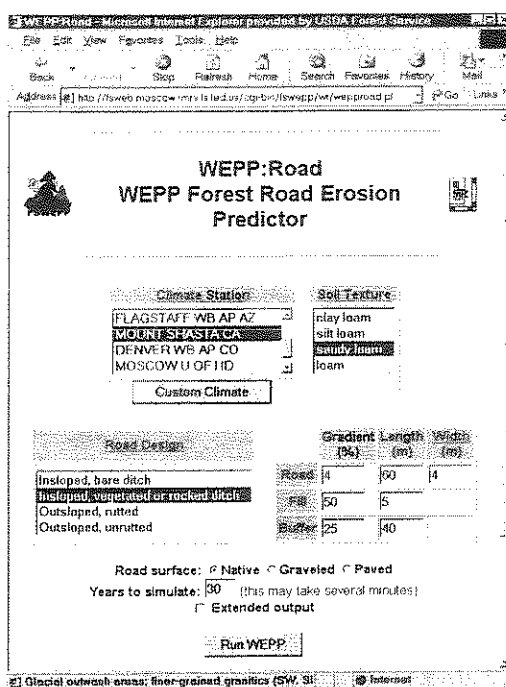 WEPP:Road - Microsoft Internet Explorer provided by USDA Forest Service
File Edit View Favorites Tools Help
Back Stop Refresh Home Search Favorites History Mail
Address Go Links
WEPP:Road
WEPP Forest Road Erosion
Predictor
FSWEPP
Climate Station
FLAGSTAFF WB AP AZ
MOUNT SHASTA CA
DENVER WB AP CO
MOSCOW U OF I ID
Custom Climate
Soil Texture
clay loam
silt loam
sandy loam
loam
Road Design
Insloped, bare ditch
Insloped, vegetated or rocked ditch
Outsloped, rutted
Outsloped, unrutted
Gradient (%) Length (m) Width (m)
Road 4 60 4
Fill 50 5
Buffer 25 40
Road surface: Native Graveled Paved
Years to simulate: 30 (this may take several minutes)
Extended output
Run WEPP
Glacial outwash areas; finer-grained granitics (SW, Internet